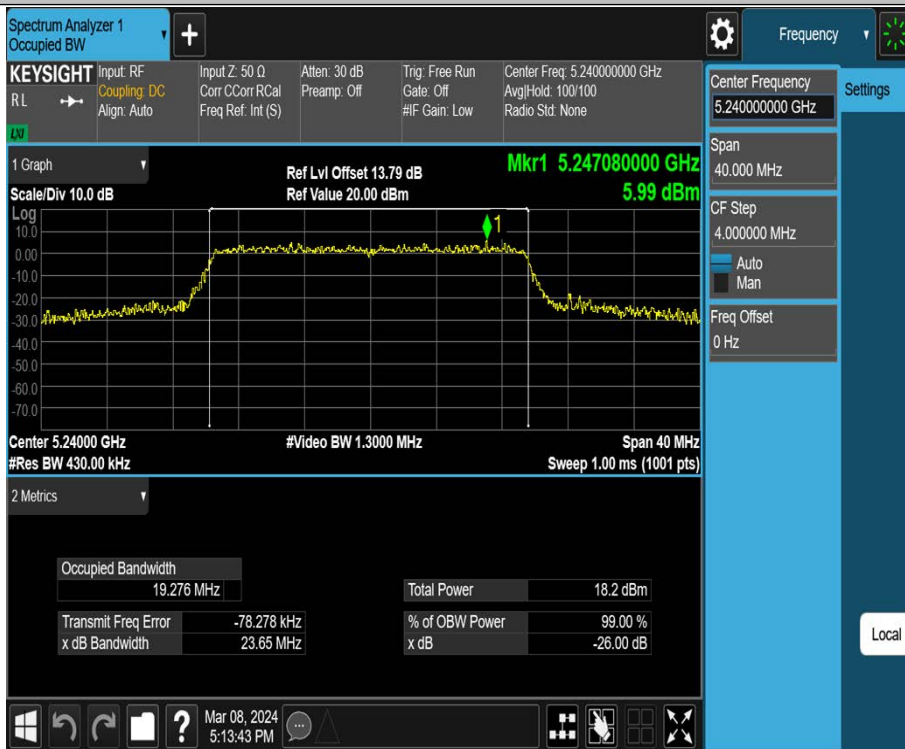 Spectrum Analyzer 1
Occupied BW
+
Frequency
KEYSIGHT
RL
LXI
Input: RF
Coupling: DC
Align: Auto
Input Z: 50 Ω
Corr CCorr RCal
Freq Ref: Int (S)
Atten: 30 dB
Preamp: Off
Trig: Free Run
Gate: Off
#IF Gain: Low
Center Freq: 5.240000000 GHz
Avg|Hold: 100/100
Radio Std: None
Center Frequency
5.240000000 GHz
Settings
Span
40.000 MHz
CF Step
4.000000 MHz
Auto
Man
Freq Offset
0 Hz
Local
1 Graph
Scale/Div 10.0 dB
Ref Lvl Offset 13.79 dB
Ref Value 20.00 dBm
Mkr1 5.247080000 GHz
5.99 dBm
Log
10.0
0.00
-10.0
-20.0
-30.0
-40.0
-50.0
-60.0
-70.0
1
Center 5.24000 GHz
#Video BW 1.3000 MHz
Span 40 MHz
#Res BW 430.00 kHz
Sweep 1.00 ms (1001 pts)
2 Metrics
Occupied Bandwidth
19.276 MHz
Total Power 18.2 dBm
Transmit Freq Error -78.278 kHz
% of OBW Power 99.00 %
x dB Bandwidth 23.65 MHz
x dB -26.00 dB
?
Mar 08, 2024
5:13:43 PM